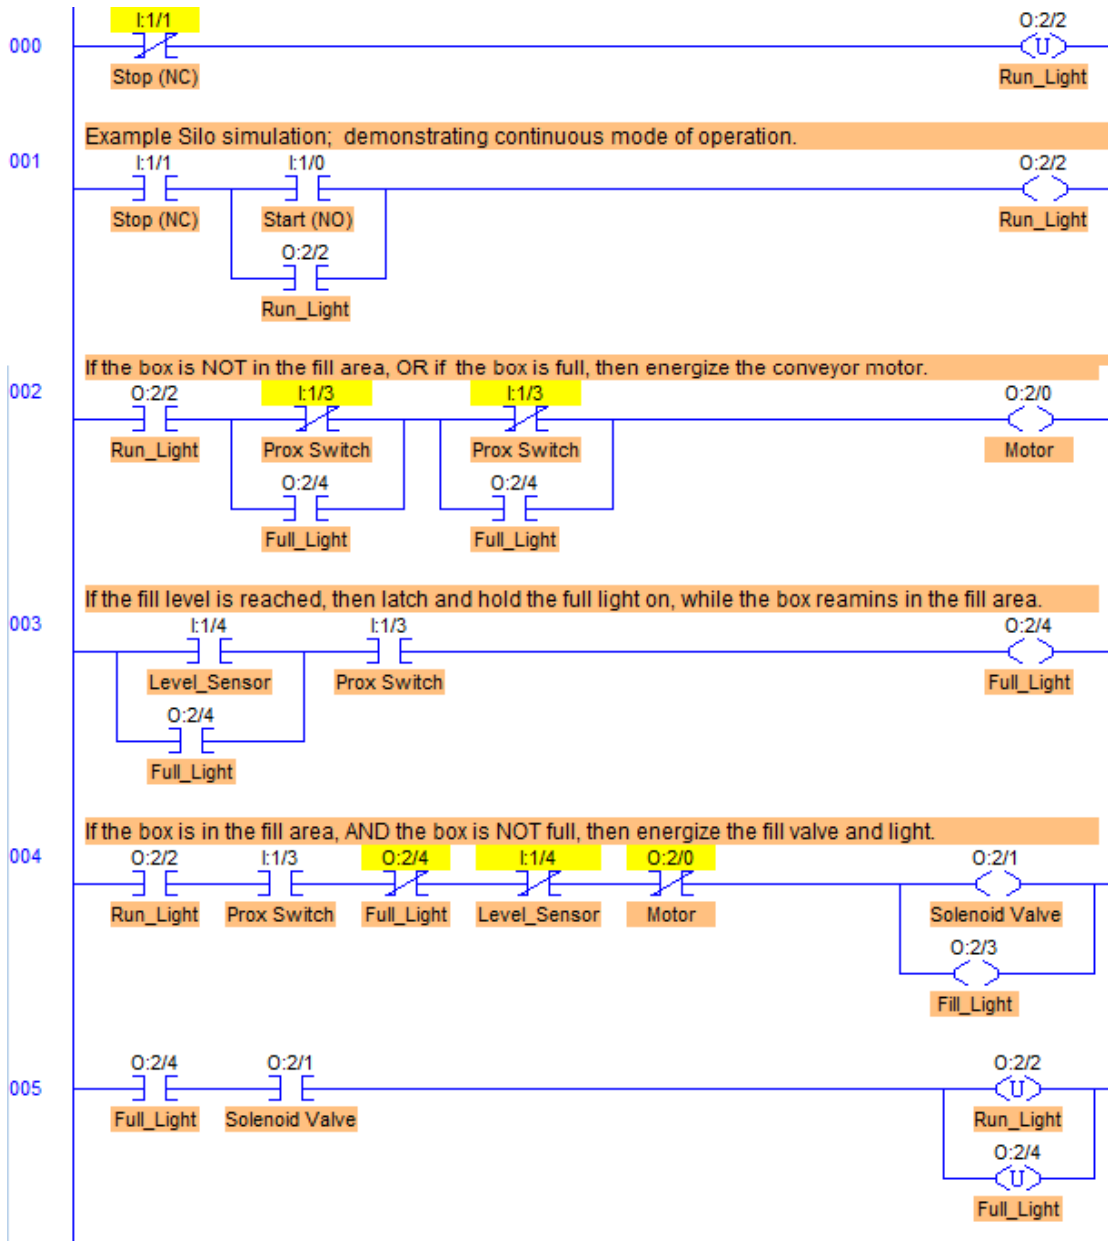 I:1/1 O:2/2
000
U
Stop (NC) Run_Light
Example Silo simulation; demonstrating continuous mode of operation.
001 I:1/1 I:1/0 O:2/2
Stop (NC) Start (NO) Run_Light
O:2/2
Run_Light
If the box is NOT in the fill area, OR if the box is full, then energize the conveyor motor.
002 O:2/2 I:1/3 I:1/3 O:2/0
Run_Light Prox Switch Prox Switch Motor
O:2/4 O:2/4
Full_Light Full_Light
If the fill level is reached, then latch and hold the full light on, while the box reamins in the fill area.
003 I:1/4 I:1/3 O:2/4
Level_Sensor Prox Switch Full_Light
O:2/4
Full_Light
If the box is in the fill area, AND the box is NOT full, then energize the fill valve and light.
004 O:2/2 I:1/3 O:2/4 I:1/4 O:2/0 O:2/1
Run_Light Prox Switch Full_Light Level_Sensor Motor Solenoid Valve
O:2/3
Fill_Light
O:2/4 O:2/1 O:2/2
005 U
Full_Light Solenoid Valve Run_Light
O:2/4
U
Full_Light